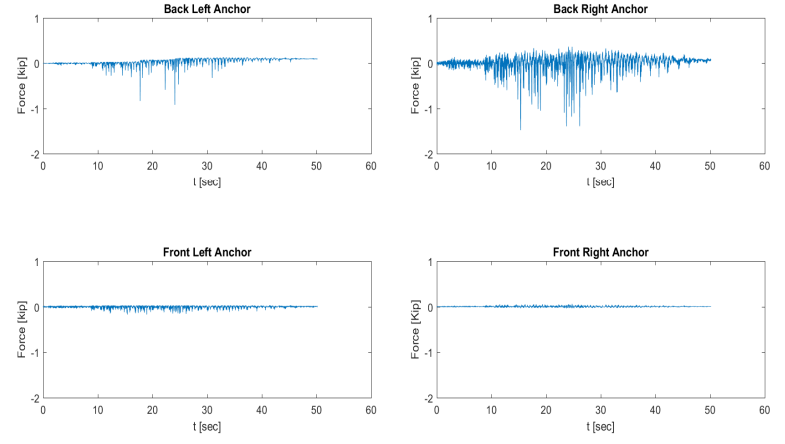 Back Left Anchor
1
0
-1
-2
Force [kip]
0 10 20 30 40 50 60
t [sec]
Back Right Anchor
1
0
-1
-2
Force [kip]
0 10 20 30 40 50 60
t [sec]
Front Left Anchor
1
0
-1
-2
Force [Kip]
0 10 20 30 40 50 60
t [sec]
Front Right Anchor
1
0
-1
-2
Force [Kip]
0 10 20 30 40 50 60
t [sec]